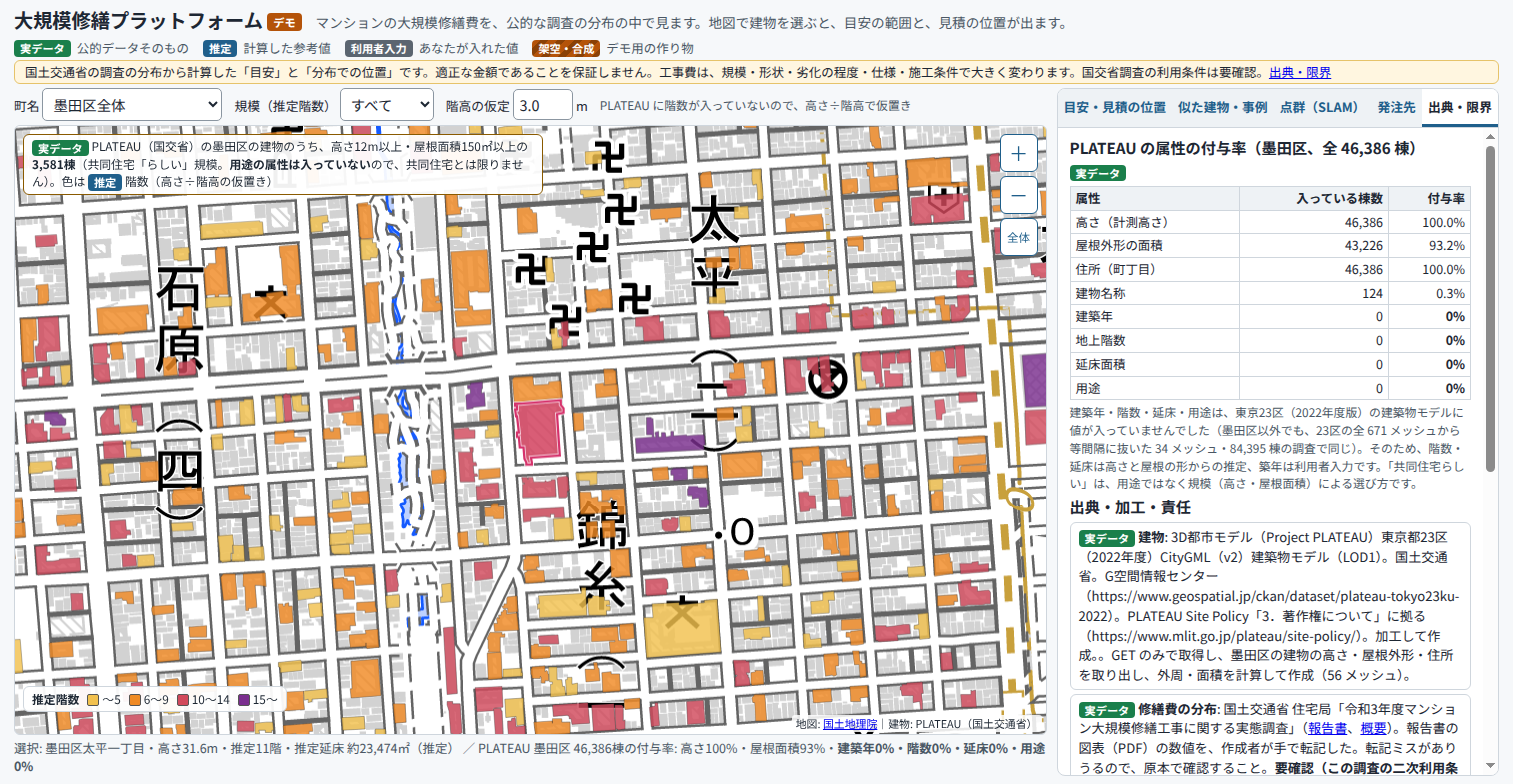 大規模修繕プラットフォーム デモ マンションの大規模修繕費を、公的な調査の分布の中で見ます。地図で建物を選ぶと、目安の範囲と、見積の位置が出ます。
実データ 公的データそのもの 推定 計算した参考値 利用者入力 あなたが入れた値 架空・合成 デモ用の作り物
国土交通省の調査の分布から計算した「目安」と「分布での位置」です。適正な金額であることを保証しません。工事費は、規模・形状・劣化の程度・仕様・施工条件で大きく変わります。国交省調査の利用条件は要確認。出典・限界
町名 墨田区全体 規模（推定階数） すべて 階高の仮定 3.0 m PLATEAU に階数が入っていないので、高さ÷階高で仮置き
実データ PLATEAU（国交省）の墨田区の建物のうち、高さ12m以上・屋根面積150㎡以上の
3,581棟（共同住宅「らしい」規模。用途の属性は入っていないので、共同住宅とは限りませ
ん）。色は 推定 階数（高さ÷階高の仮置き）
＋
－
全体
石原
（四）
太平
（一）
錦糸
（一
卍
卍
卍
卍
卍
卍
.0
推定階数 ～5 6～9 10～14 15～
地図: 国土地理院 | 建物: PLATEAU（国土交通省）
選択: 墨田区太平一丁目・高さ31.6m・推定11階・推定延床 約23,474㎡（推定） ／ PLATEAU 墨田区 46,386棟の付与率: 高さ100%・屋根面積93%・建築年0%・階数0%・延床0%・用途
0%
目安・見積の位置 似た建物・事例 点群（SLAM） 発注先 出典・限界
PLATEAU の属性の付与率（墨田区、全 46,386 棟）
実データ
属性 入っている棟数 付与率
高さ（計測高さ） 46,386 100.0%
屋根外形の面積 43,226 93.2%
住所（町丁目） 46,386 100.0%
建物名称 124 0.3%
建築年 0 0%
地上階数 0 0%
延床面積 0 0%
用途 0 0%
建築年・階数・延床・用途は、東京23区（2022年度版）の建築物モデルに
値が入っていませんでした（墨田区以外でも、23区の全 671 メッシュから
等間隔に抜いた 34 メッシュ・84,395 棟の調査で同じ）。そのため、階数・
延床は高さと屋根の形からの推定、築年は利用者入力です。「共同住宅らし
い」は、用途ではなく規模（高さ・屋根面積）による選び方です。
出典・加工・責任
実データ 建物: 3D都市モデル（Project PLATEAU）東京都23区
（2022年度）CityGML（v2）建築物モデル（LOD1）。国土交通
省。G空間情報センター
（https://www.geospatial.jp/ckan/dataset/plateau-tokyo23ku-
2022）。PLATEAU Site Policy「3．著作権について」に拠る
（https://www.mlit.go.jp/plateau/site-policy/）。加工して作
成。。GET のみで取得し、墨田区の建物の高さ・屋根外形・住所
を取り出し、外周・面積を計算して作成（56 メッシュ）。
実データ 修繕費の分布: 国土交通省 住宅局「令和3年度マンショ
ン大規模修繕工事に関する実態調査」（報告書、概要）。報告書の
図表（PDF）の数値を、作成者が手で転記した。転記ミスがあり
うるので、原本で確認すること。要確認（この調査の二次利用条